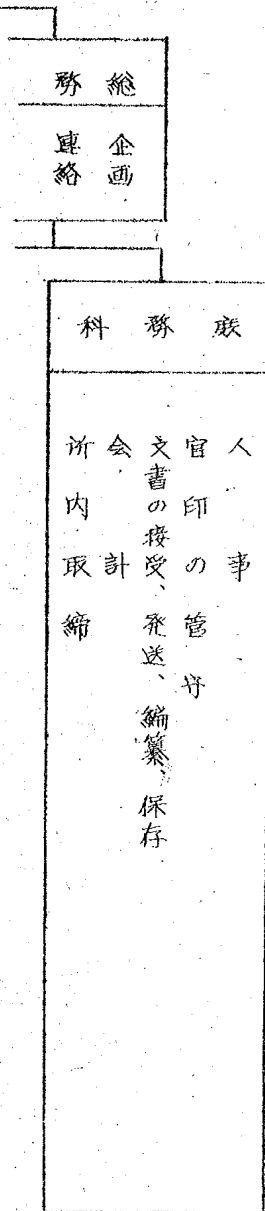 総務
企画
連絡
庶務科
人事
官印の管守
文書の接受、発送、編纂、保存
会計
所内取締